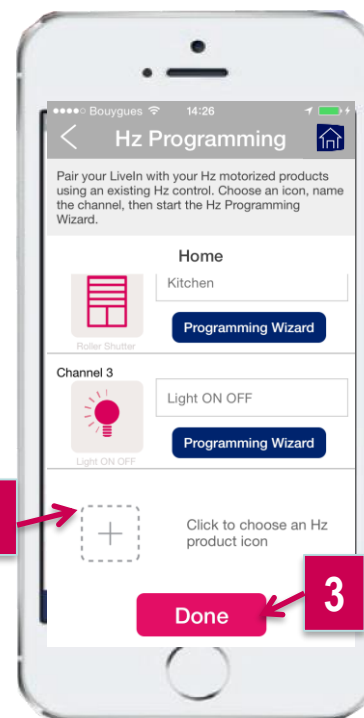 Bouygues 14:26
Hz Programming
Pair your LiveIn with your Hz motorized products
using an existing Hz control. Choose an icon, name
the channel, then start the Hz Programming
Wizard.
Home
Kitchen
Programming Wizard
Roller Shutter
Channel 3
Light ON OFF
Programming Wizard
Light ON OFF
Click to choose an Hz
product icon
Done
3